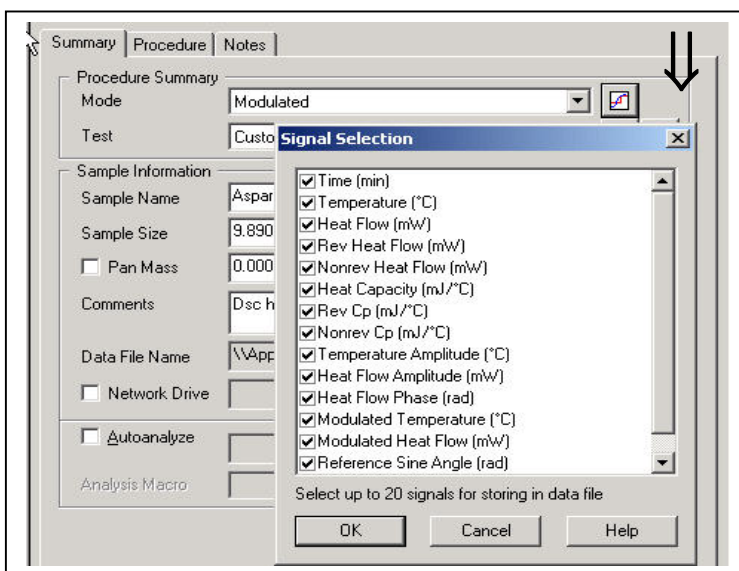 Summary Procedure Notes
Procedure Summary
Mode Modulated
Test Custo
Signal Selection
Time (min)
Temperature (°C)
Heat Flow (mW)
Rev Heat Flow (mW)
Nonrev Heat Flow (mW)
Heat Capacity (mJ/°C)
Rev Cp (mJ/°C)
Nonrev Cp (mJ/°C)
Temperature Amplitude (°C)
Heat Flow Amplitude (mW)
Heat Flow Phase (rad)
Modulated Temperature (°C)
Modulated Heat Flow (mW)
Reference Sine Angle (rad)
Select up to 20 signals for storing in data file
OK Cancel Help
Sample Information
Sample Name Aspar
Sample Size 9.890
Pan Mass 0.000
Comments Dsc h
Data File Name \\App
Network Drive
Autoanalyze
Analysis Macro